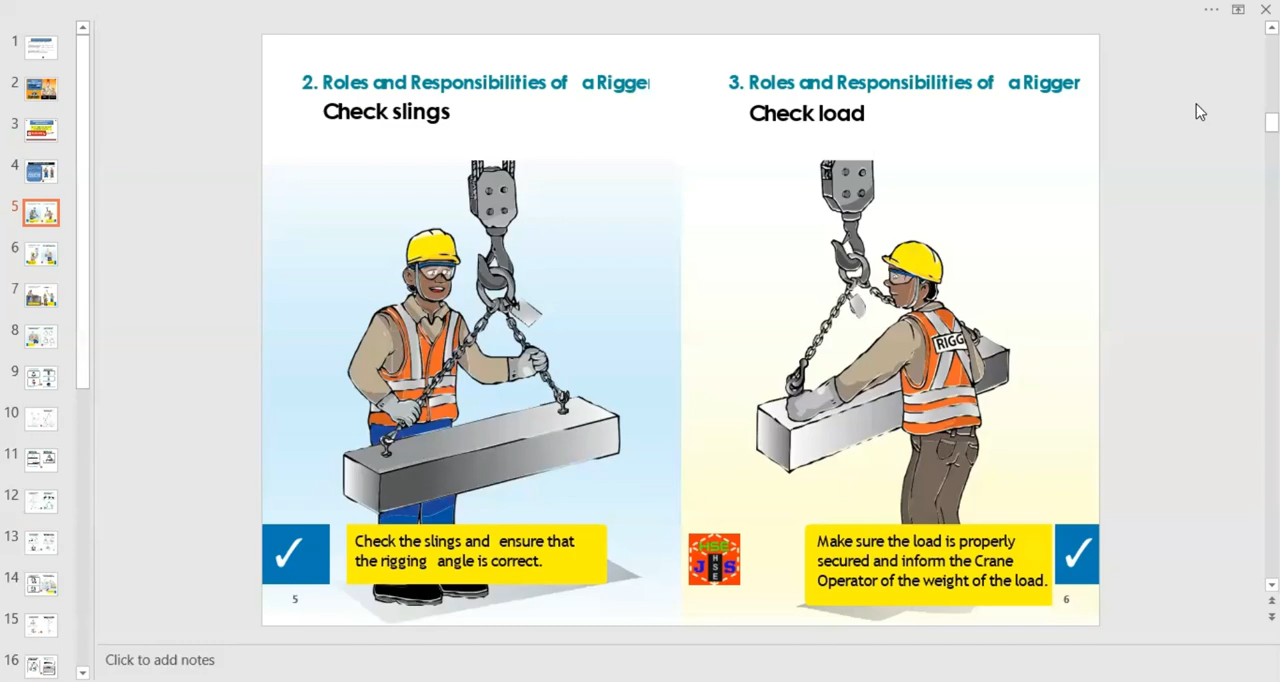 1
2
3
4
5
6
7
8
9
10
11
12
13
14
15
16
2. Roles and Responsibilities of a Rigger
Check slings
Check the slings and ensure that
the rigging angle is correct.
5
3. Roles and Responsibilities of a Rigger
Check load
RIGG
HSE
HSE
J S
Make sure the load is properly
secured and inform the Crane
Operator of the weight of the load.
6
Click to add notes